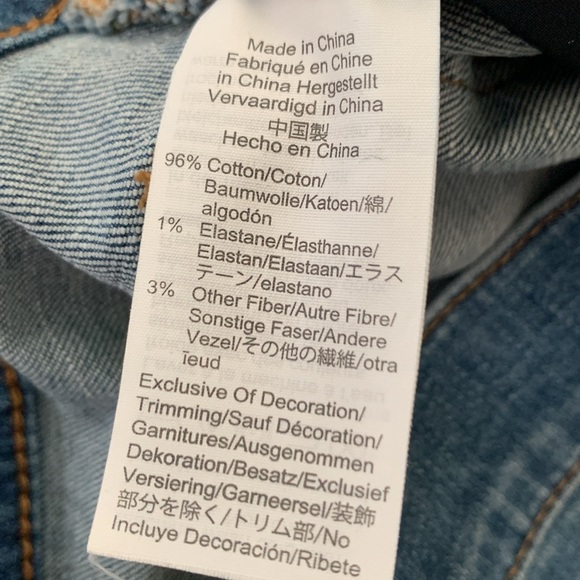 Made in China
Fabriqué en Chine
in China Hergestellt
Vervaardigd in China
中国製
Hecho en China
96% Cotton/Coton/
Baumwolle/Katoen/綿/
algodón
1% Elastane/Élasthanne/
Elastan/Elastaan/エラス
テーン/elastano
3% Other Fiber/Autre Fibre/
Sonstige Faser/Andere
Vezel/その他の繊維/otra
ïeud
Exclusive Of Decoration/
Trimming/Sauf Décoration/
Garnitures/Ausgenommen
Dekoration/Besatz/Exclusief
Versiering/Garneersel/装飾
部分を除く/トリム部/No
Incluye Decoración/Ribete